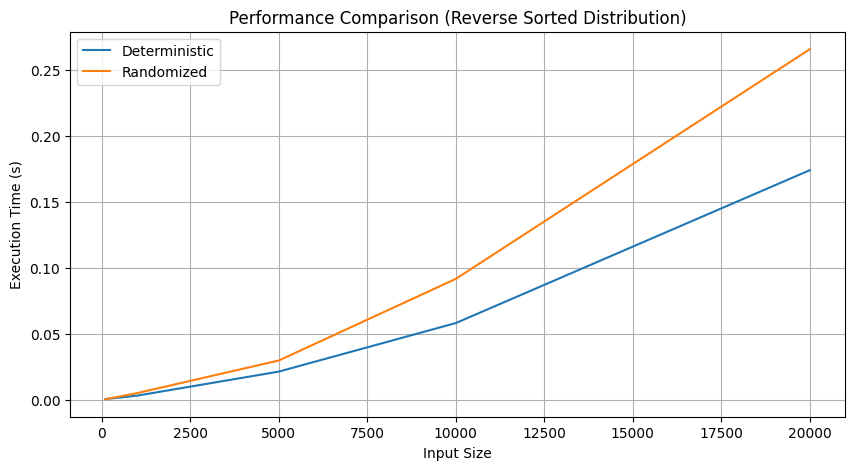 Performance Comparison (Reverse Sorted Distribution)
Deterministic
Randomized
Execution Time (s)
0.25
0.20
0.15
0.10
0.05
0.00
0 2500 5000 7500 10000 12500 15000 17500 20000
Input Size